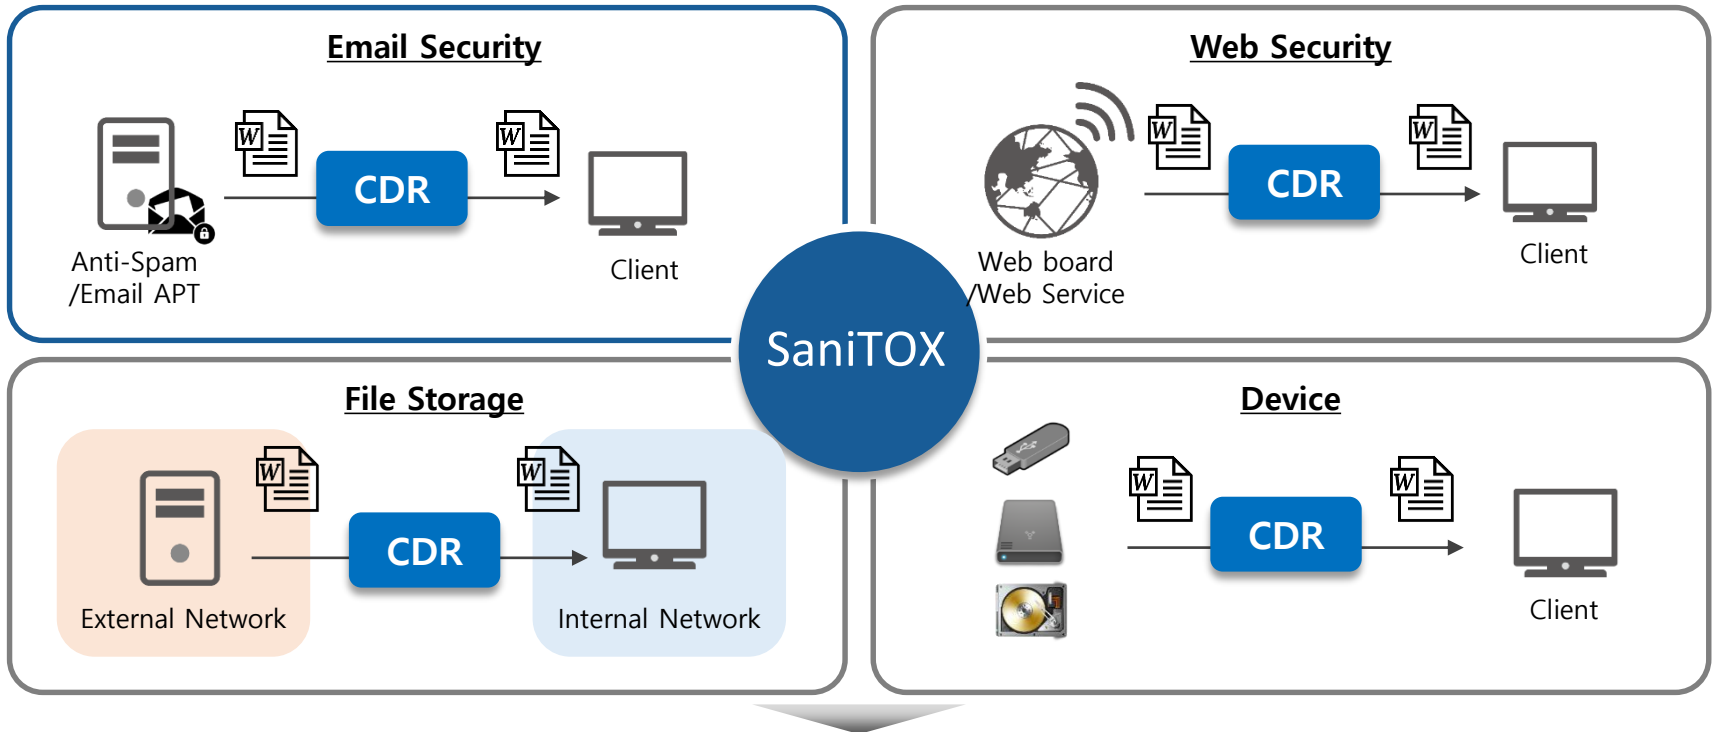 Email Security
W
W
CDR
Anti-Spam
/Email APT
Client
Web Security
W
W
CDR
Web board
/Web Service
Client
SaniTOX
File Storage
W
W
CDR
External Network
Internal Network
Device
W
W
CDR
Client